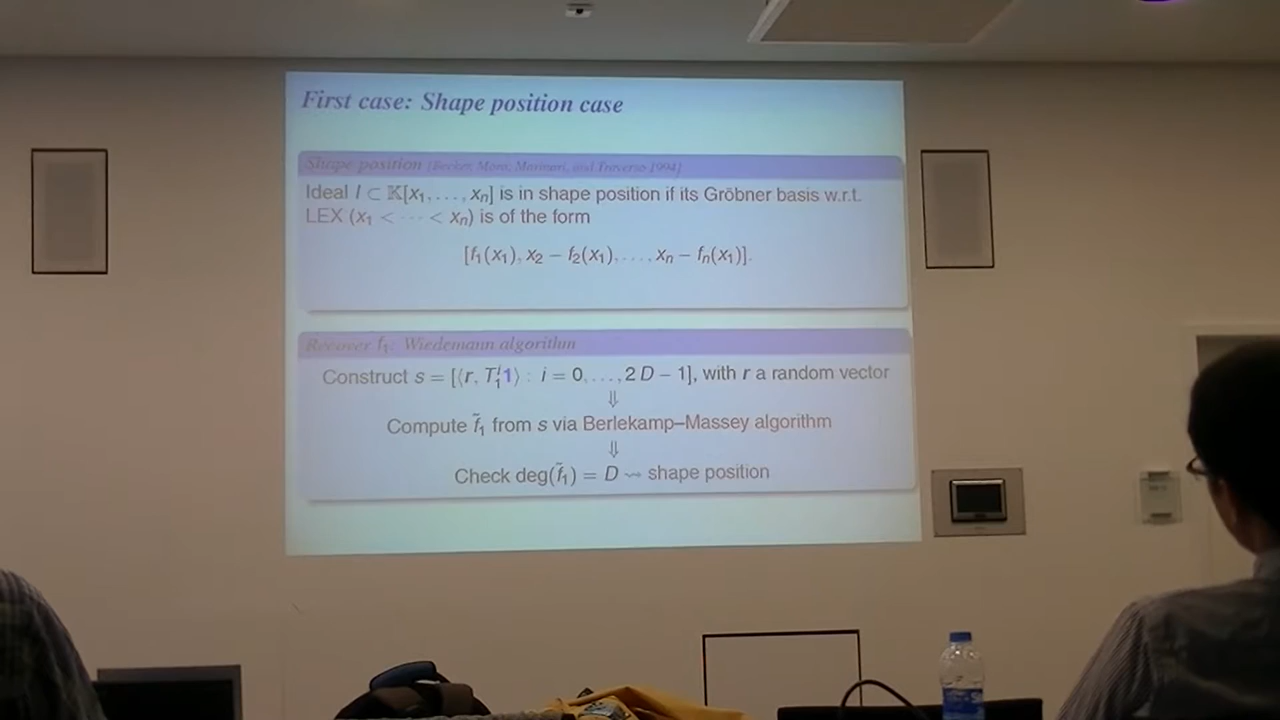 First case: Shape position case
Shape position [Becker, Mora, Marinari, and Traverso 1994]
Ideal I ⊂ 𝕂[x₁, . . . , xₙ] is in shape position if its Gröbner basis w.r.t.
LEX (x₁ < ··· < xₙ) is of the form
[f₁(x₁), x₂ − f₂(x₁), . . . , xₙ − fₙ(x₁)].
Recover f₁: Wiedemann algorithm
Construct s = [⟨r, T₁ⁱ1⟩ : i = 0, . . . , 2 D − 1], with r a random vector
⇓
Compute f̃₁ from s via Berlekamp–Massey algorithm
⇓
Check deg(f̃₁) = D ⇝ shape position